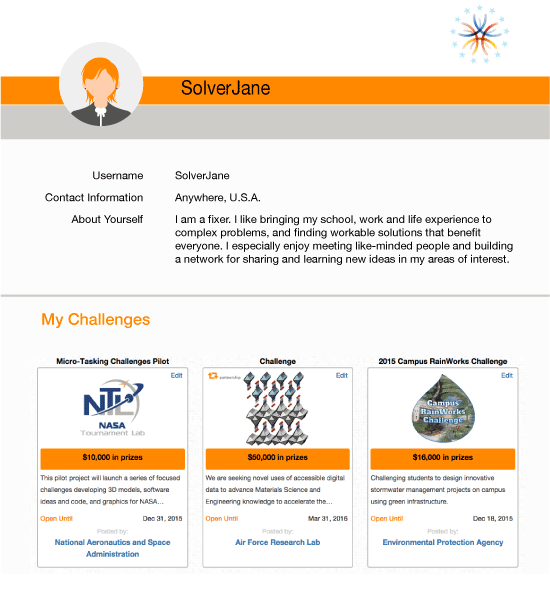 SolverJane
Username SolverJane
Contact Information Anywhere, U.S.A.
About Yourself I am a fixer. I like bringing my school, work and life experience to
complex problems, and finding workable solutions that benefit
everyone. I especially enjoy meeting like-minded people and building
a network for sharing and learning new ideas in my areas of interest.
My Challenges
Micro-Tasking Challenges Pilot
Edit
NTL
NASA
Tournament Lab
$10,000 in prizes
This pilot project will launch a series of focused
challenges developing 3D models, software
ideas and code, and graphics for NASA…
Open Until Dec 31, 2015
Posted by:
National Aeronautics and Space
Administration
Challenge
Edit
$50,000 in prizes
We are seeking novel uses of accessible digital
data to advance Materials Science and
Engineering knowledge to accelerate the…
Open Until Mar 31, 2016
Posted by:
Air Force Research Lab
2015 Campus RainWorks Challenge
Edit
Campus
RainWorks
Challenge
$16,000 in prizes
Challenging students to design innovative
stormwater management projects on campus
using green infrastructure.
Open Until Dec 18, 2015
Posted by:
Environmental Protection Agency